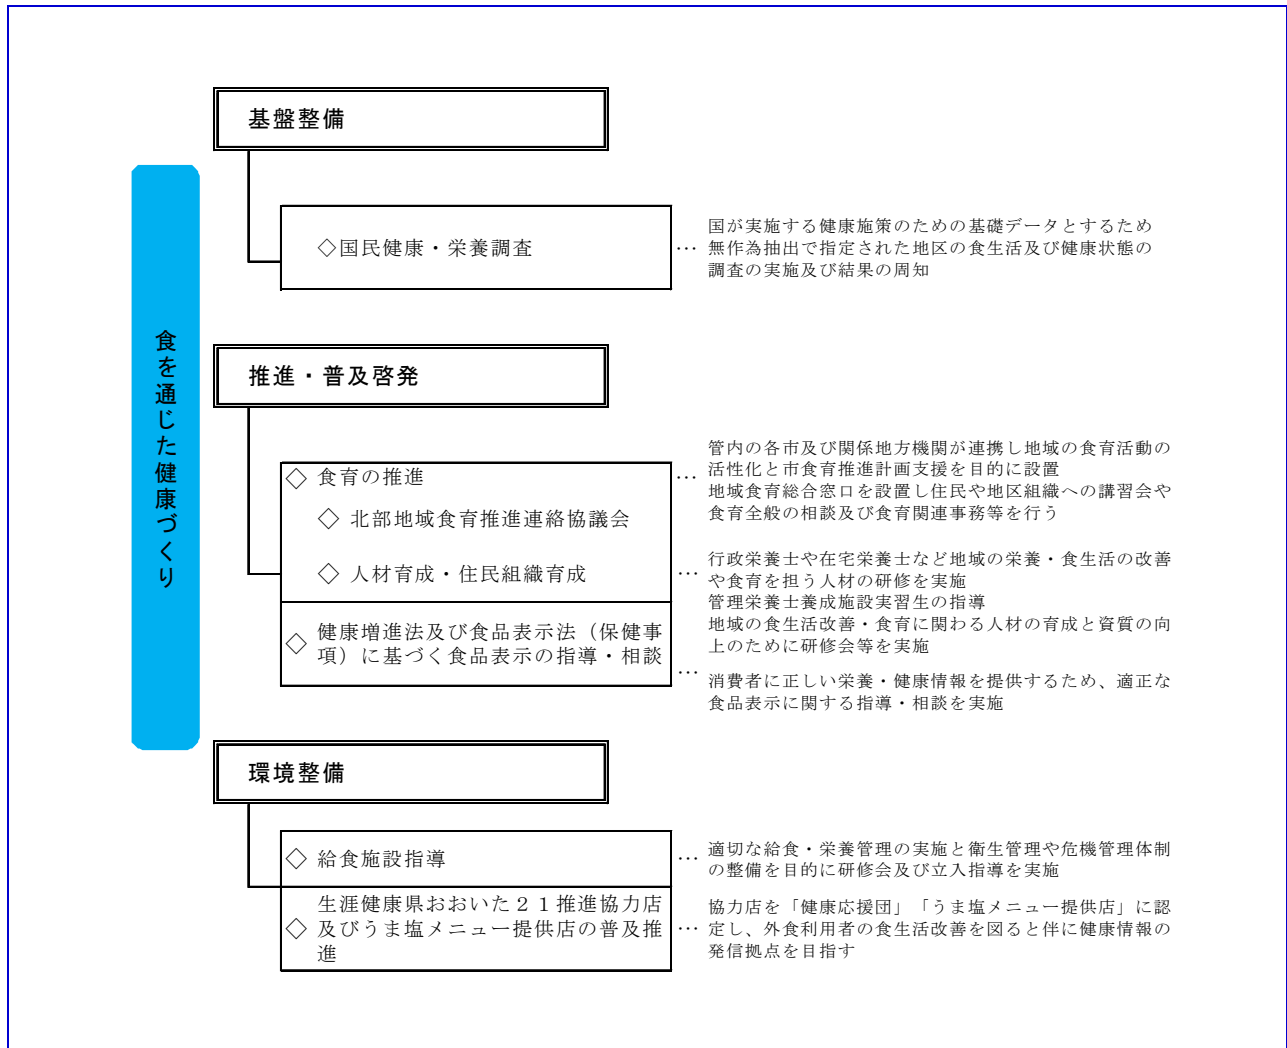 食を通じた健康づくり
基盤整備
◇国民健康・栄養調査
… 国が実施する健康施策のための基礎データとするため
無作為抽出で指定された地区の食生活及び健康状態の
調査の実施及び結果の周知
推進・普及啓発
◇ 食育の推進
◇ 北部地域食育推進連絡協議会
… 管内の各市及び関係地方機関が連携し地域の食育活動の
活性化と市食育推進計画支援を目的に設置
地域食育総合窓口を設置し住民や地区組織への講習会や
食育全般の相談及び食育関連事務等を行う
◇ 人材育成・住民組織育成
… 行政栄養士や在宅栄養士など地域の栄養・食生活の改善
や食育を担う人材の研修を実施
管理栄養士養成施設実習生の指導
地域の食生活改善・食育に関わる人材の育成と資質の向
上のために研修会等を実施
◇ 健康増進法及び食品表示法（保健事
項）に基づく食品表示の指導・相談
… 消費者に正しい栄養・健康情報を提供するため、適正な
食品表示に関する指導・相談を実施
環境整備
◇ 給食施設指導
… 適切な給食・栄養管理の実施と衛生管理や危機管理体制
の整備を目的に研修会及び立入指導を実施
◇ 生涯健康県おおいた２１推進協力店
及びうま塩メニュー提供店の普及推
進
… 協力店を「健康応援団」「うま塩メニュー提供店」に認
定し、外食利用者の食生活改善を図ると伴に健康情報の
発信拠点を目指す